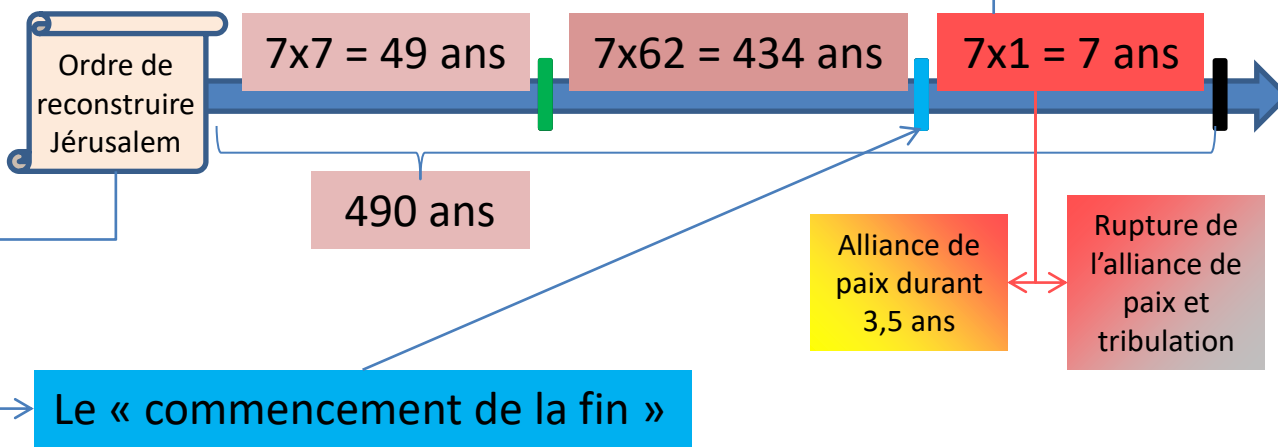 Ordre de
reconstruire
Jérusalem
7x7 = 49 ans
7x62 = 434 ans
7x1 = 7 ans
490 ans
Alliance de
paix durant
3,5 ans
Rupture de
l’alliance de
paix et
tribulation
Le « commencement de la fin »